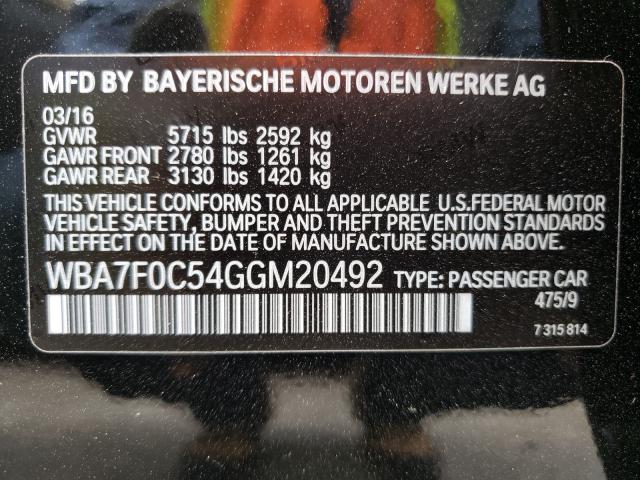 MFD BY BAYERISCHE MOTOREN WERKE AG
03/16
GVWR 5715 lbs 2592 kg
GAWR FRONT 2780 lbs 1261 kg
GAWR REAR 3130 lbs 1420 kg
THIS VEHICLE CONFORMS TO ALL APPLICABLE U.S.FEDERAL MOTOR
VEHICLE SAFETY, BUMPER AND THEFT PREVENTION STANDARDS
IN EFFECT ON THE DATE OF MANUFACTURE SHOWN ABOVE.
WBA7F0C54GGM20492 TYPE: PASSENGER CAR
475/9
7 315 814